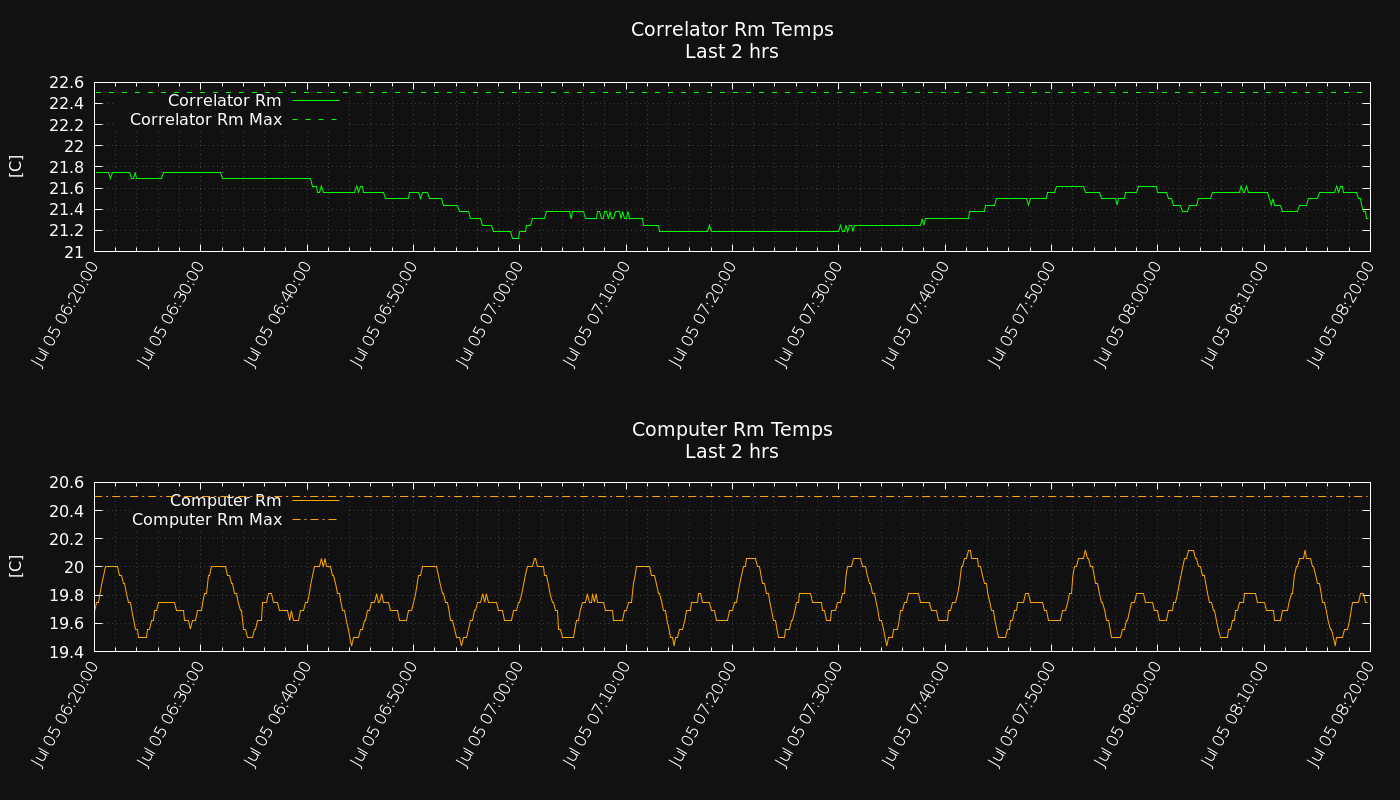 Correlator Rm Temps
Last 2 hrs
22.6
22.4
22.2
22
21.8
21.6
21.4
21.2
21
[C]
Correlator Rm
Correlator Rm Max
Jul 05 06:20:00
Jul 05 06:30:00
Jul 05 06:40:00
Jul 05 06:50:00
Jul 05 07:00:00
Jul 05 07:10:00
Jul 05 07:20:00
Jul 05 07:30:00
Jul 05 07:40:00
Jul 05 07:50:00
Jul 05 08:00:00
Jul 05 08:10:00
Jul 05 08:20:00
Computer Rm Temps
Last 2 hrs
20.6
20.4
20.2
20
19.8
19.6
19.4
[C]
Computer Rm
Computer Rm Max
Jul 05 06:20:00
Jul 05 06:30:00
Jul 05 06:40:00
Jul 05 06:50:00
Jul 05 07:00:00
Jul 05 07:10:00
Jul 05 07:20:00
Jul 05 07:30:00
Jul 05 07:40:00
Jul 05 07:50:00
Jul 05 08:00:00
Jul 05 08:10:00
Jul 05 08:20:00